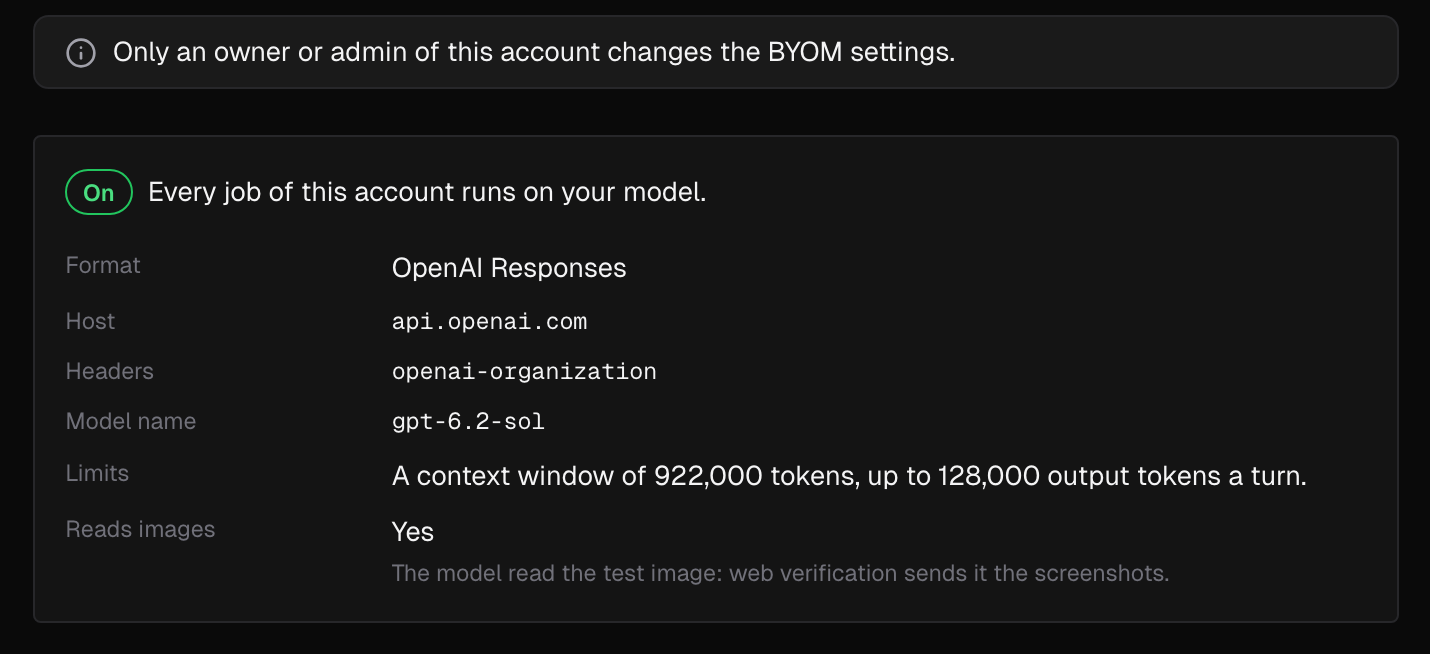 Only an owner or admin of this account changes the BYOM settings.
On Every job of this account runs on your model.
Format OpenAI Responses
Host api.openai.com
Headers openai-organization
Model name gpt-6.2-sol
Limits A context window of 922,000 tokens, up to 128,000 output tokens a turn.
Reads images Yes
The model read the test image: web verification sends it the screenshots.